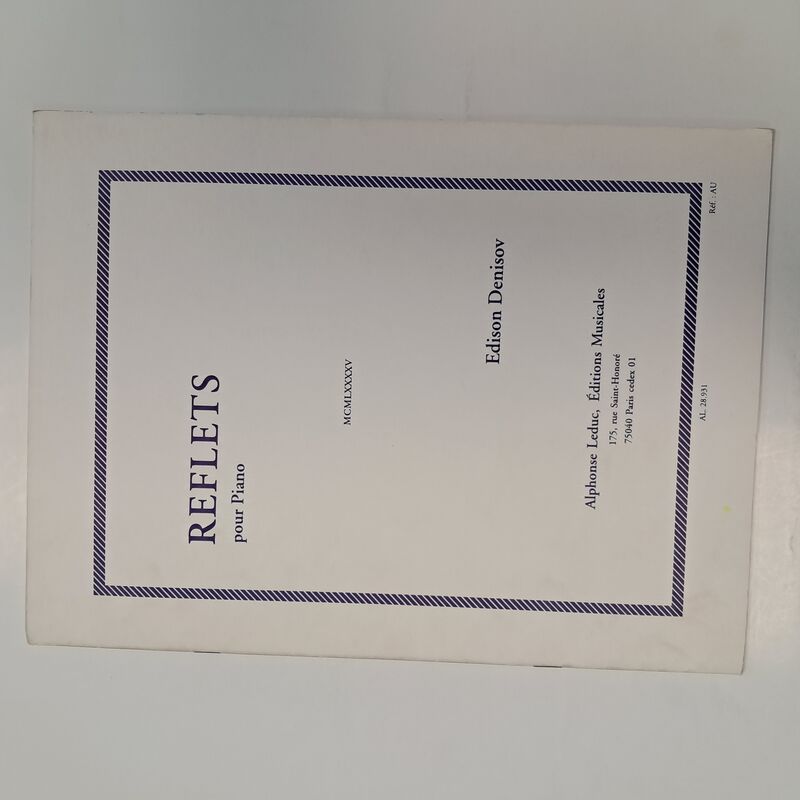 REFLETS
pour Piano
MCMLXXXXV
Edison Denisov
Alphonse Leduc, Éditions Musicales
175, rue Saint-Honoré
75040 Paris cedex 01
AL. 28.931
Réf. : AU